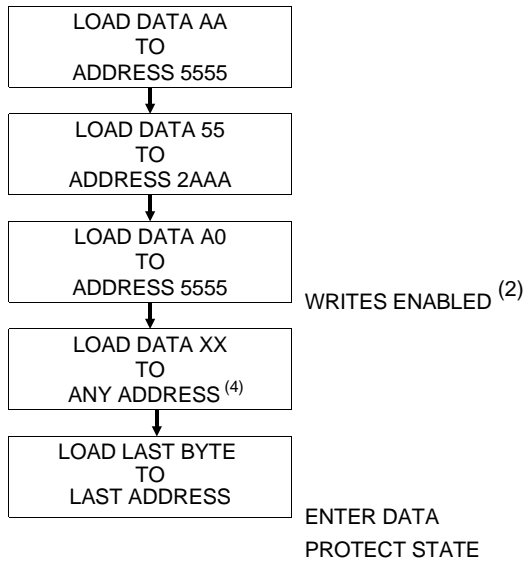 LOAD DATA AA
TO
ADDRESS 5555
LOAD DATA 55
TO
ADDRESS 2AAA
LOAD DATA A0
TO
ADDRESS 5555
WRITES ENABLED (2)
LOAD DATA XX
TO
ANY ADDRESS (4)
LOAD LAST BYTE
TO
LAST ADDRESS
ENTER DATA
PROTECT STATE